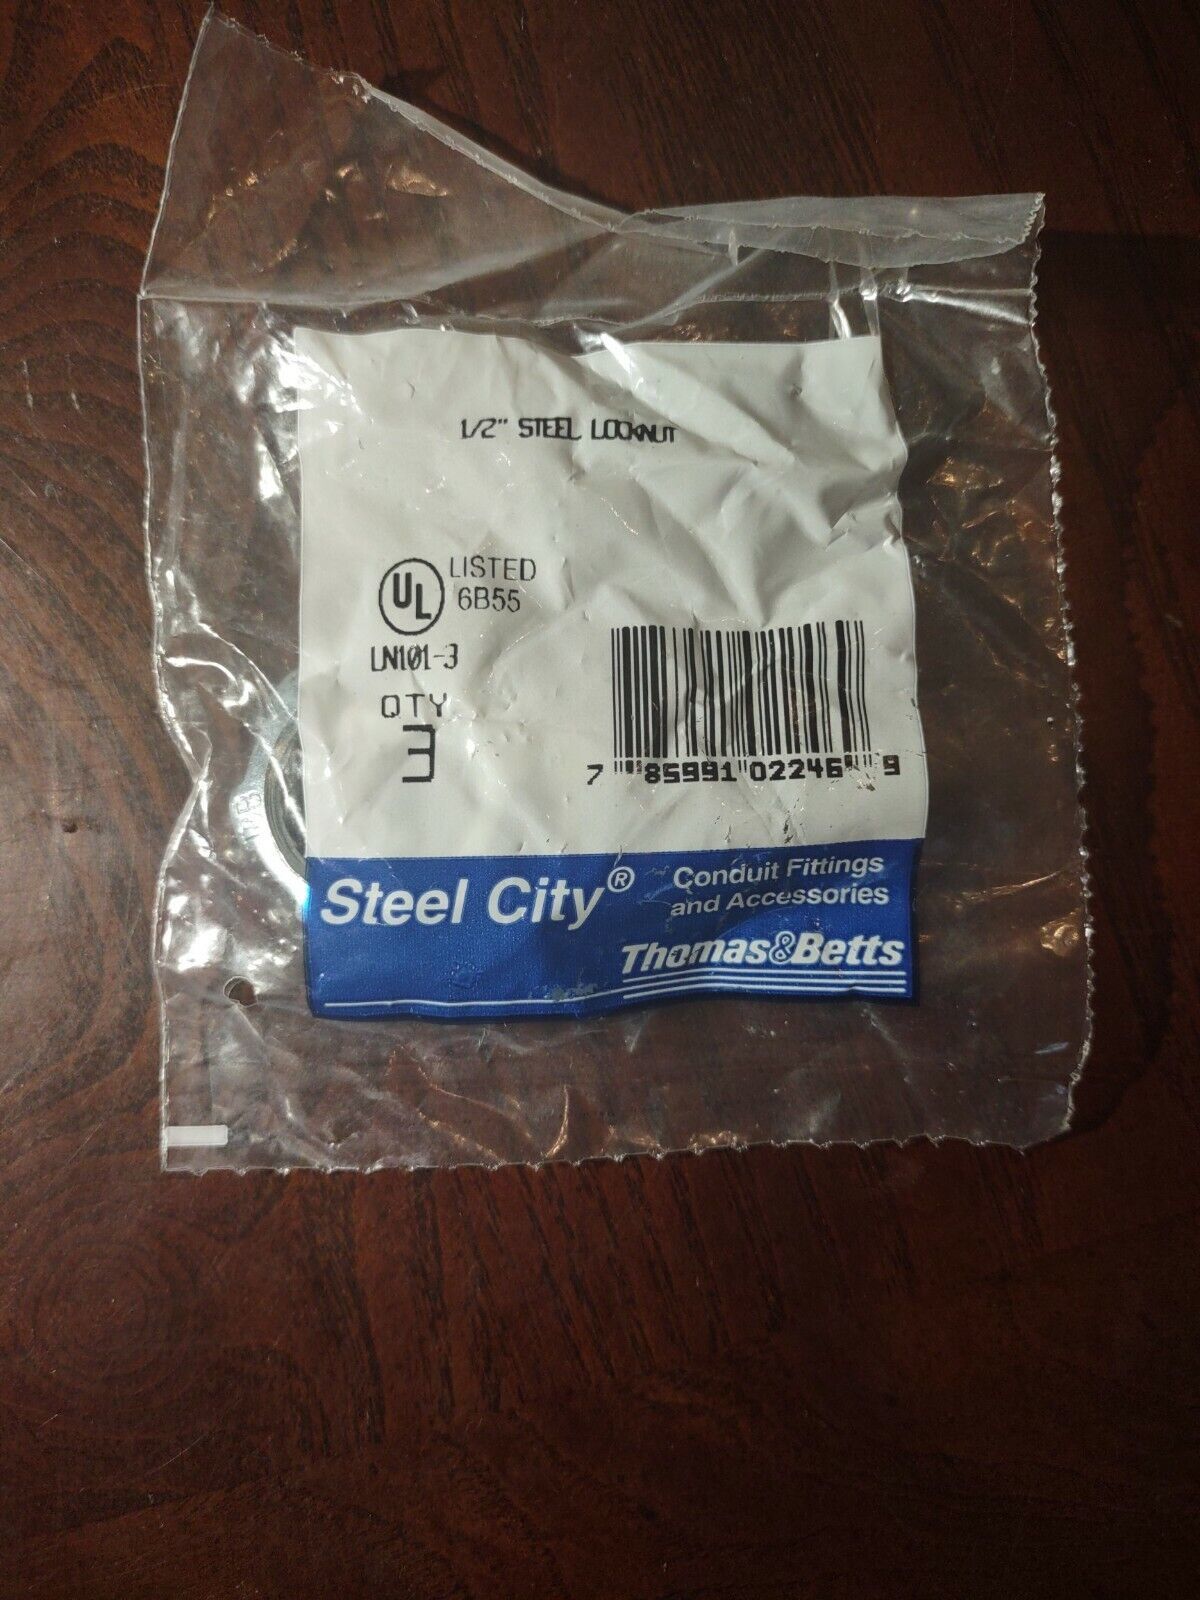 1/2" STEEL LOCKNUT
UL LISTED
6B55
LN101-3
QTY
3
7 85991 02246 9
Steel City®
Conduit Fittings
and Accessories
Thomas&Betts